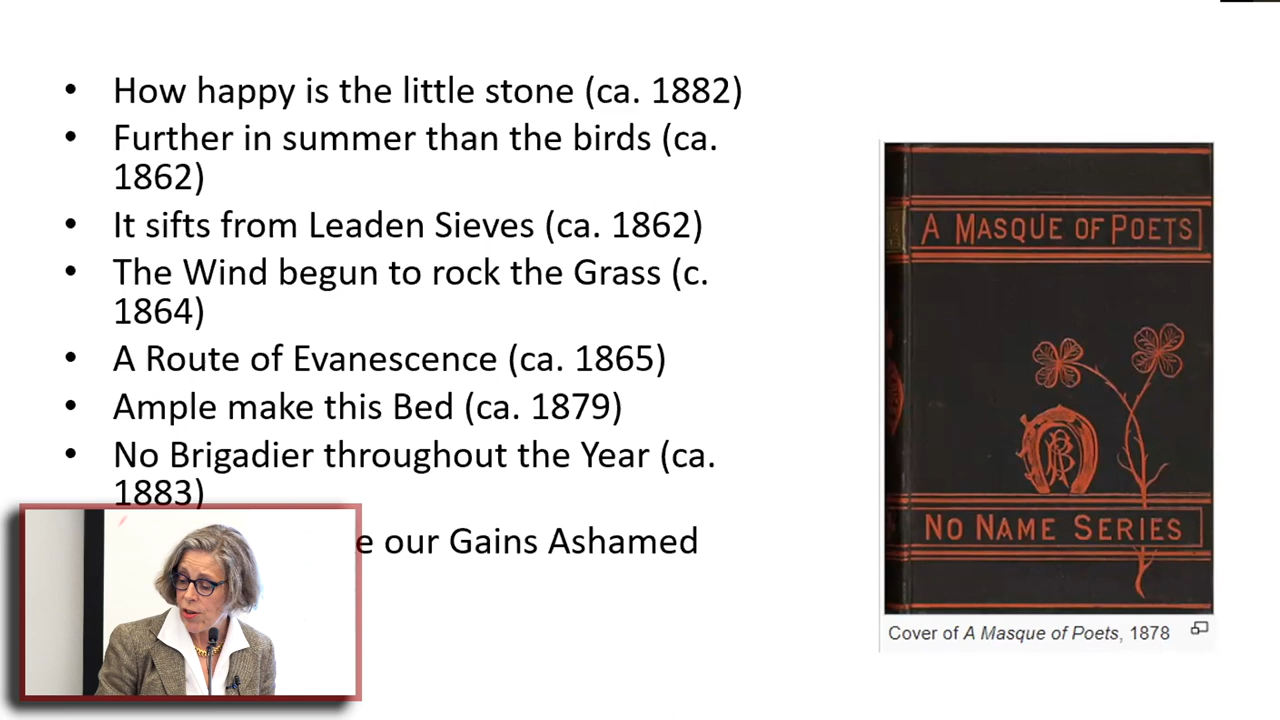 How happy is the little stone (ca. 1882)
Further in summer than the birds (ca.
1862)
It sifts from Leaden Sieves (ca. 1862)
The Wind begun to rock the Grass (c.
1864)
A Route of Evanescence (ca. 1865)
Ample make this Bed (ca. 1879)
No Brigadier throughout the Year (ca.
1883)
e our Gains Ashamed
A MASQUE OF POETS
NO NAME SERIES
Cover of A Masque of Poets, 1878